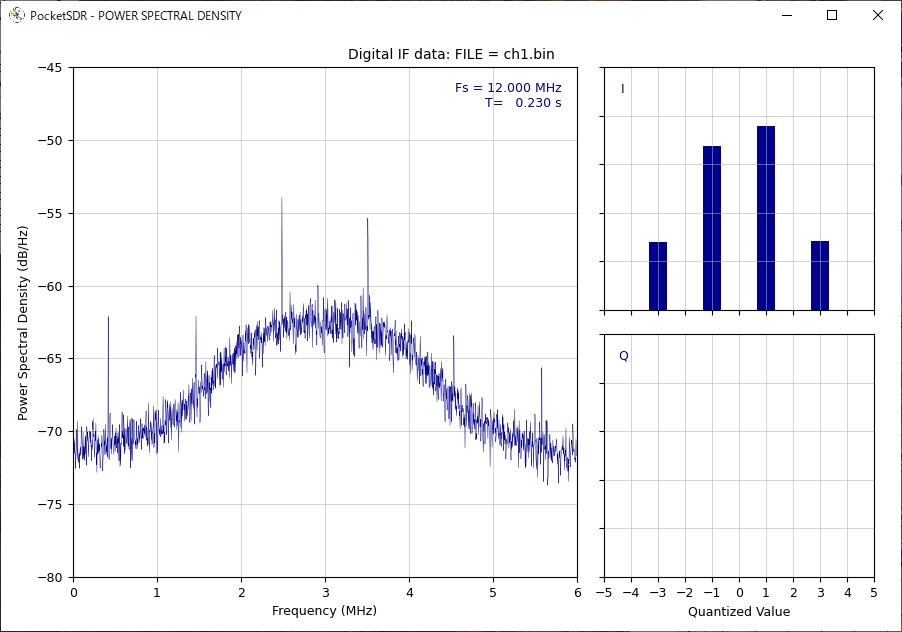 PocketSDR - POWER SPECTRAL DENSITY
Digital IF data: FILE = ch1.bin
Power Spectral Density (dB/Hz)
−45
−50
−55
−60
−65
−70
−75
−80
Fs = 12.000 MHz
T= 0.230 s
0 1 2 3 4 5 6
Frequency (MHz)
I
Q
−5 −4 −3 −2 −1 0 1 2 3 4 5
Quantized Value